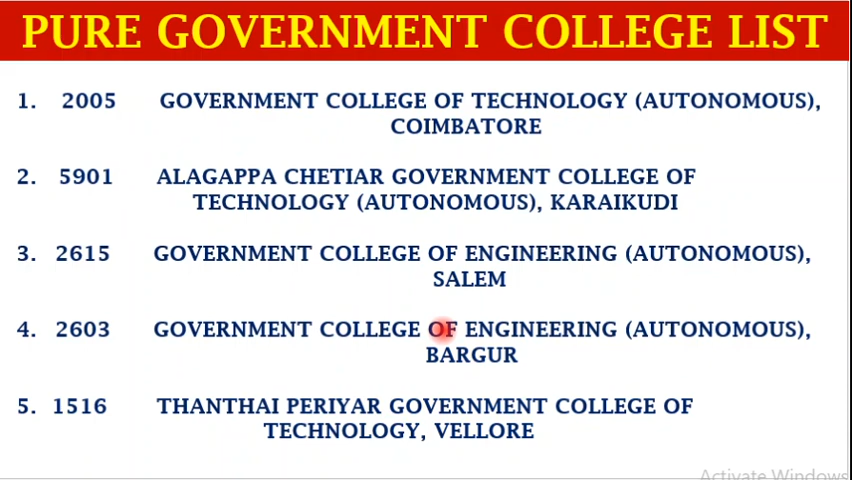 PURE GOVERNMENT COLLEGE LIST
1. 2005 GOVERNMENT COLLEGE OF TECHNOLOGY (AUTONOMOUS),
COIMBATORE
2. 5901 ALAGAPPA CHETIAR GOVERNMENT COLLEGE OF
TECHNOLOGY (AUTONOMOUS), KARAIKUDI
3. 2615 GOVERNMENT COLLEGE OF ENGINEERING (AUTONOMOUS),
SALEM
4. 2603 GOVERNMENT COLLEGE OF ENGINEERING (AUTONOMOUS),
BARGUR
5. 1516 THANTHAI PERIYAR GOVERNMENT COLLEGE OF
TECHNOLOGY, VELLORE
Activate Windows